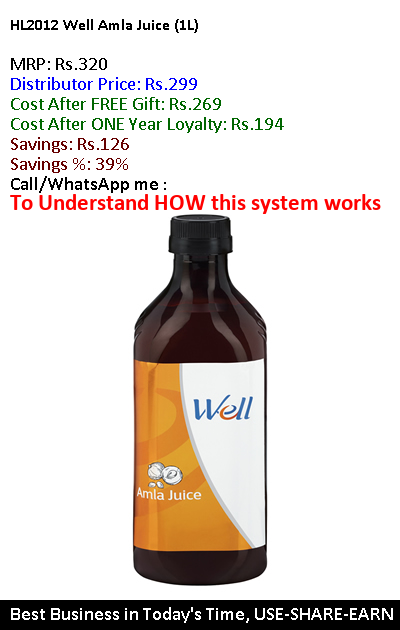 HL2012 Well Amla Juice (1L)
MRP: Rs.320
Distributor Price: Rs.299
Cost After FREE Gift: Rs.269
Cost After ONE Year Loyalty: Rs.194
Savings: Rs.126
Savings %: 39%
Call/WhatsApp me :
To Understand HOW this system works
Well
Amla Juice
Best Business in Today's Time, USE-SHARE-EARN